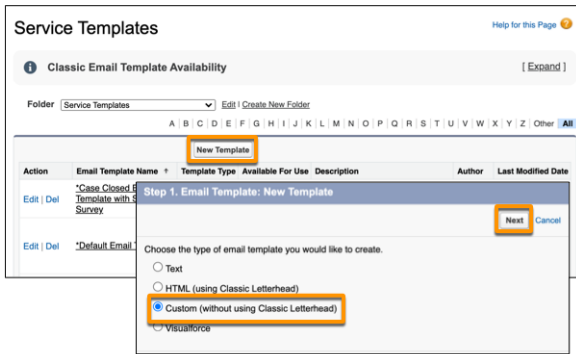 Service Templates
Help for this Page
Classic Email Template Availability
[ Expand ]
Folder Service Templates Edit | Create New Folder
A | B | C | D | E | F | G | H | I | J | K | L | M | N | O | P | Q | R | S | T | U | V | W | X | Y | Z | Other All
New Template
Action Email Template Name ↑ Template Type Available For Use Description Author Last Modified Date
Edit | Del
*Case Closed
Template with
Survey
Edit | Del *Default Email
Step 1. Email Template: New Template
Next Cancel
Choose the type of email template you would like to create.
Text
HTML (using Classic Letterhead)
Custom (without using Classic Letterhead)
Visualforce